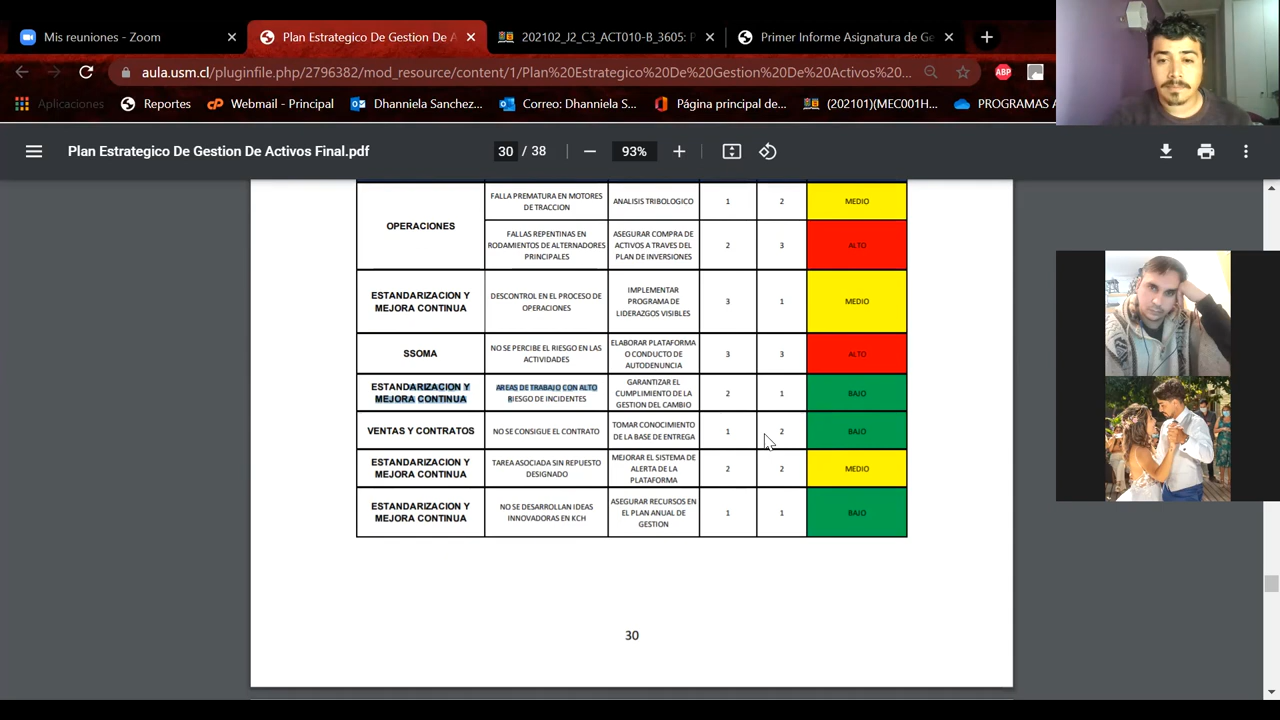 Mis reuniones - Zoom
Plan Estrategico De Gestion De A
202102_J2_C3_ACT010-B_3605: P
Primer Informe Asignatura de Ge
aula.usm.cl/pluginfile.php/2796382/mod_resource/content/1/Plan%20Estrategico%20De%20Gestion%20De%20Activos%20...
ABP
Aplicaciones
Reportes
Webmail - Principal
Dhanniela Sanchez...
Correo: Dhanniela S...
Página principal de...
(202101)(MEC001H...
PROGRAMAS A
Plan Estrategico De Gestion De Activos Final.pdf
30 / 38
93%
OPERACIONES
FALLA PREMATURA EN MOTORES
DE TRACCION
ANALISIS TRIBOLOGICO
1
2
MEDIO
FALLAS REPENTINAS EN
RODAMIENTOS DE ALTERNADORES
PRINCIPALES
ASEGURAR COMPRA DE
ACTIVOS A TRAVES DEL
PLAN DE INVERSIONES
2
3
ALTO
ESTANDARIZACION Y
MEJORA CONTINUA
DESCONTROL EN EL PROCESO DE
OPERACIONES
IMPLEMENTAR
PROGRAMA DE
LIDERAZGOS VISIBLES
3
1
MEDIO
SSOMA
NO SE PERCIBE EL RIESGO EN LAS
ACTIVIDADES
ELABORAR PLATAFORMA
O CONDUCTO DE
AUTODENUNCIA
3
3
ALTO
ESTANDARIZACION Y
MEJORA CONTINUA
AREAS DE TRABAJO CON ALTO
RIESGO DE INCIDENTES
GARANTIZAR EL
CUMPLIMIENTO DE LA
GESTION DEL CAMBIO
2
1
BAJO
VENTAS Y CONTRATOS
NO SE CONSIGUE EL CONTRATO
TOMAR CONOCIMIENTO
DE LA BASE DE ENTREGA
1
2
BAJO
ESTANDARIZACION Y
MEJORA CONTINUA
TAREA ASOCIADA SIN REPUESTO
DESIGNADO
MEJORAR EL SISTEMA DE
ALERTA DE LA
PLATAFORMA
2
2
MEDIO
ESTANDARIZACION Y
MEJORA CONTINUA
NO SE DESARROLLAN IDEAS
INNOVADORAS EN KCH
ASEGURAR RECURSOS EN
EL PLAN ANUAL DE
GESTION
1
1
BAJO
30